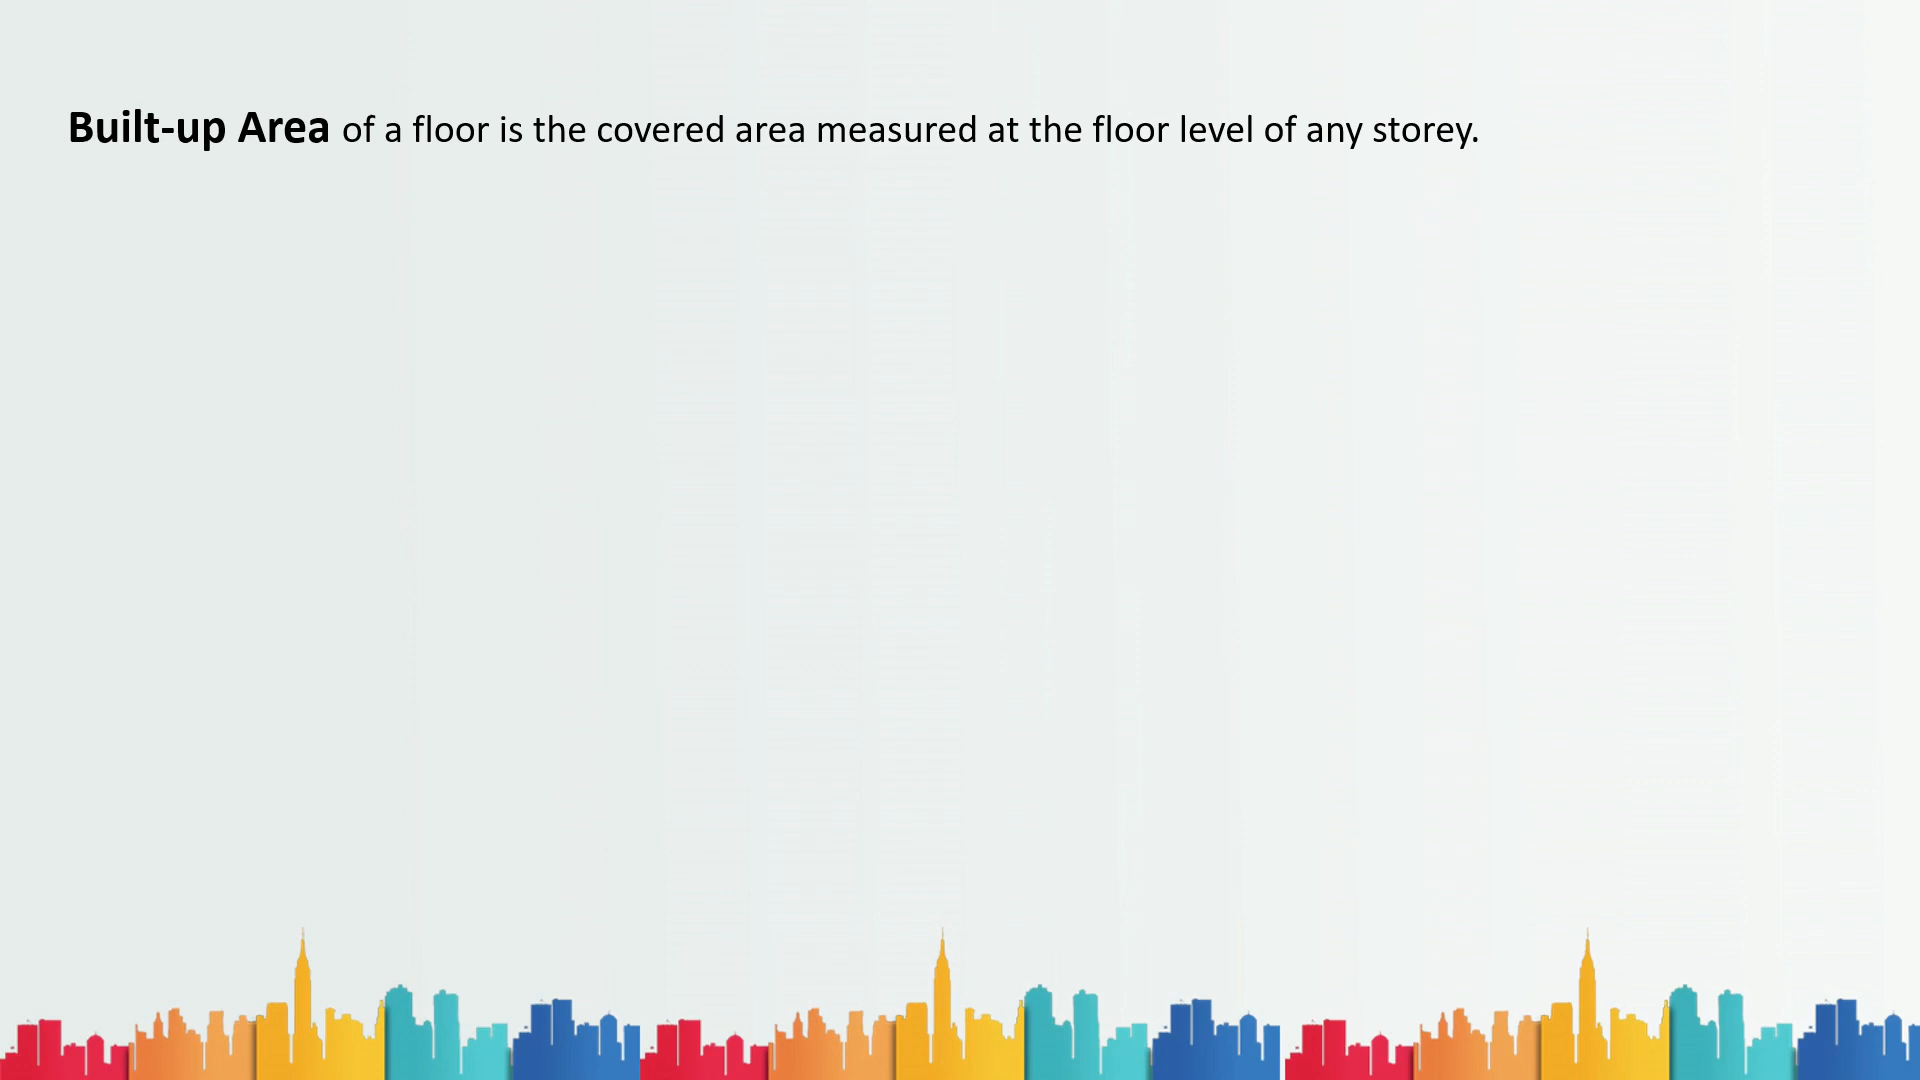 Built-up Area of a floor is the covered area measured at the floor level of any storey.